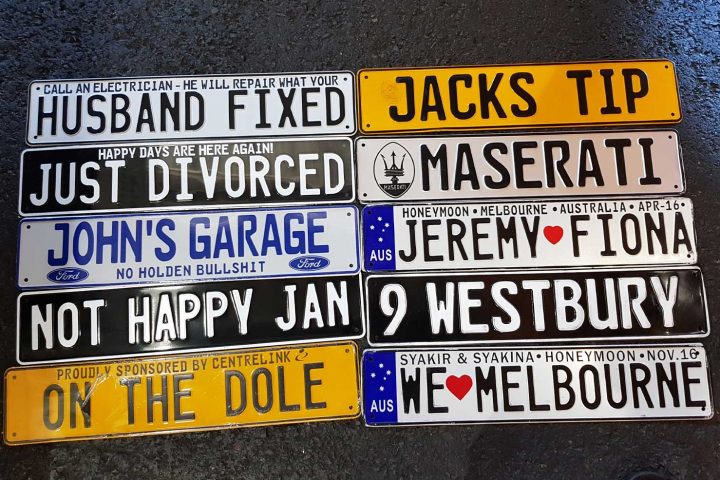 CALL AN ELECTRICIAN - HE WILL REPAIR WHAT YOUR
HUSBAND FIXED
HAPPY DAYS ARE HERE AGAIN!
JUST DIVORCED
JOHN'S GARAGE
Ford NO HOLDEN BULLSHIT Ford
NOT HAPPY JAN
PROUDLY SPONSORED BY CENTRELINK
ON THE DOLE
JACKS TIP
MASERATI
MASERATI
HONEYMOON • MELBOURNE • AUSTRALIA • APR-16
AUS JEREMY♥FIONA
9 WESTBURY
SYAKIR & SYAKINA • HONEYMOON • NOV.16
AUS WE♥MELBOURNE